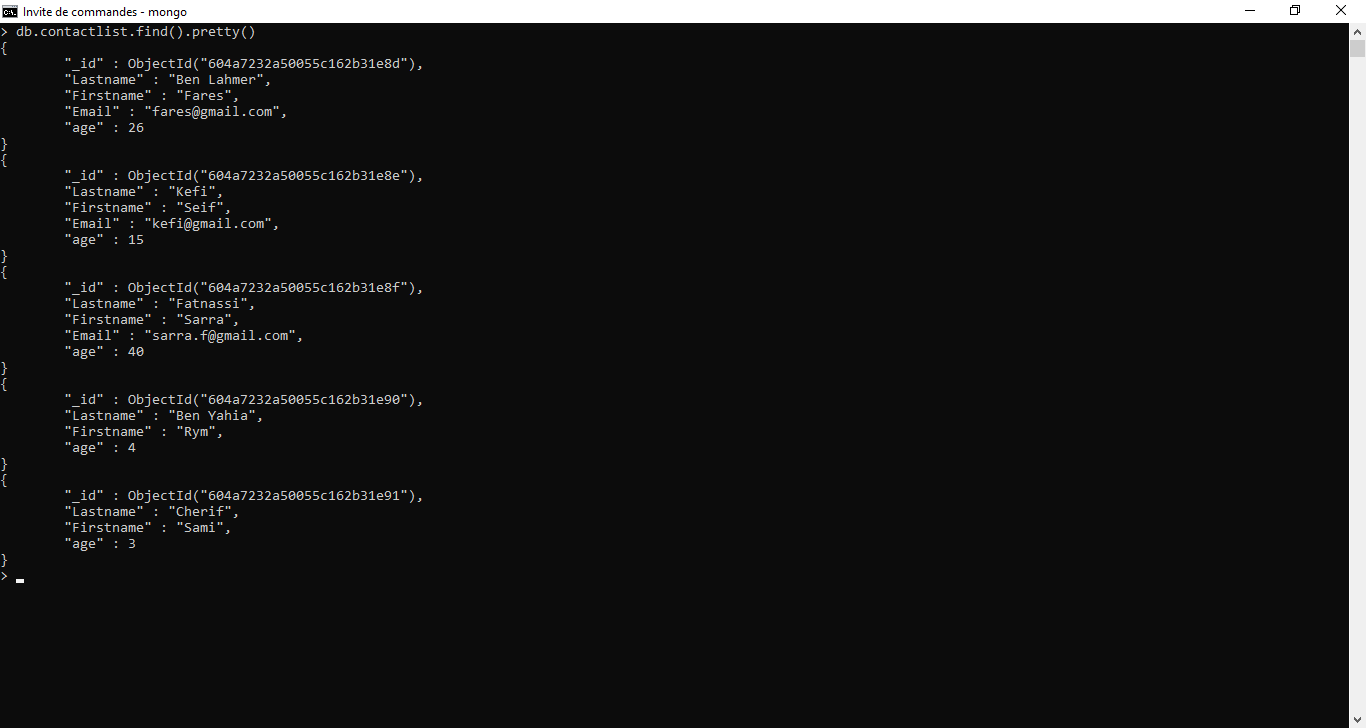 Invite de commandes - mongo
> db.contactlist.find().pretty()
{
        "_id" : ObjectId("604a7232a50055c162b31e8d"),
        "Lastname" : "Ben Lahmer",
        "Firstname" : "Fares",
        "Email" : "fares@gmail.com",
        "age" : 26
}
{
        "_id" : ObjectId("604a7232a50055c162b31e8e"),
        "Lastname" : "Kefi",
        "Firstname" : "Seif",
        "Email" : "kefi@gmail.com",
        "age" : 15
}
{
        "_id" : ObjectId("604a7232a50055c162b31e8f"),
        "Lastname" : "Fatnassi",
        "Firstname" : "Sarra",
        "Email" : "sarra.f@gmail.com",
        "age" : 40
}
{
        "_id" : ObjectId("604a7232a50055c162b31e90"),
        "Lastname" : "Ben Yahia",
        "Firstname" : "Rym",
        "age" : 4
}
{
        "_id" : ObjectId("604a7232a50055c162b31e91"),
        "Lastname" : "Cherif",
        "Firstname" : "Sami",
        "age" : 3
}
>